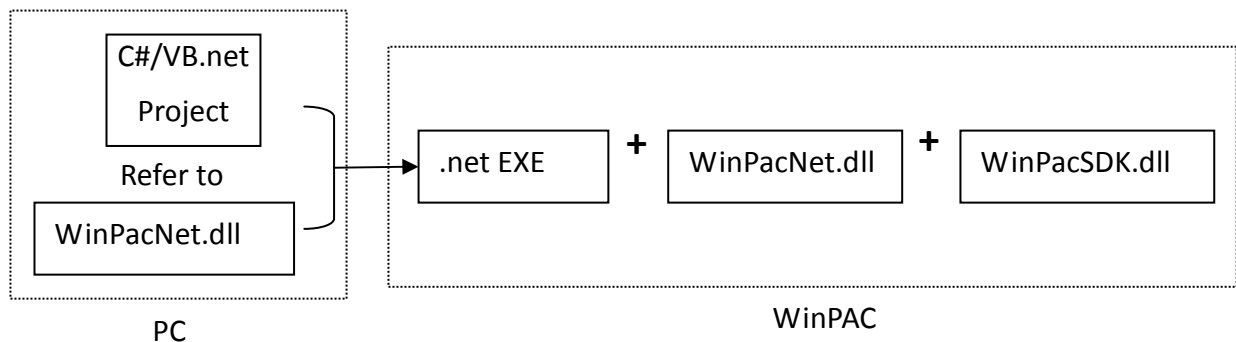 C#/VB.net
Project
Refer to
WinPacNet.dll
PC
.net EXE
+
WinPacNet.dll
+
WinPacSDK.dll
WinPAC